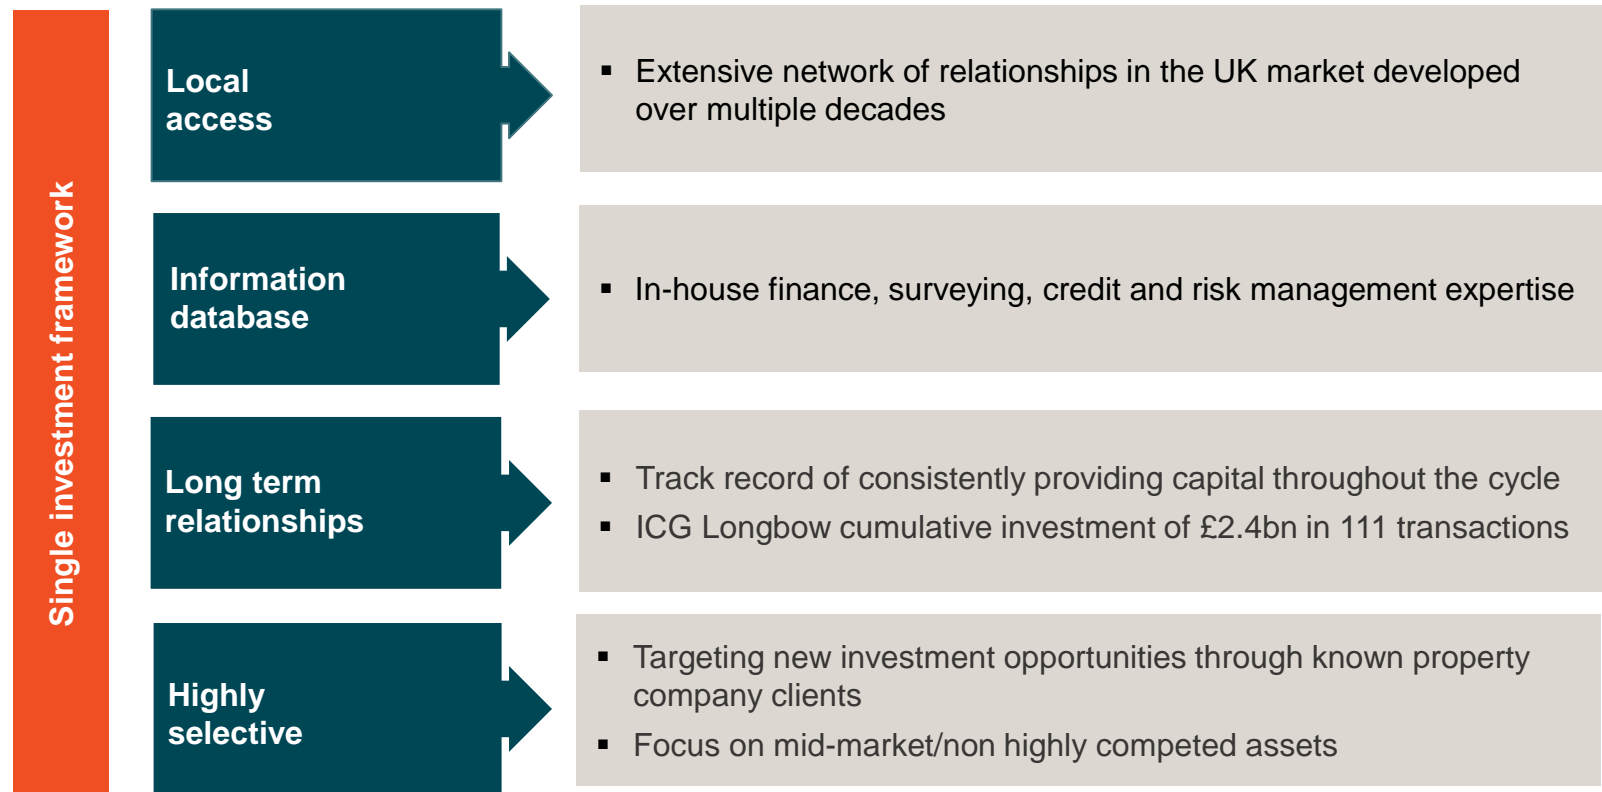 Single investment framework
Local
access
▪ Extensive network of relationships in the UK market developed
over multiple decades
Information
database
▪ In-house finance, surveying, credit and risk management expertise
Long term
relationships
▪ Track record of consistently providing capital throughout the cycle
▪ ICG Longbow cumulative investment of £2.4bn in 111 transactions
Highly
selective
▪ Targeting new investment opportunities through known property
company clients
▪ Focus on mid-market/non highly competed assets